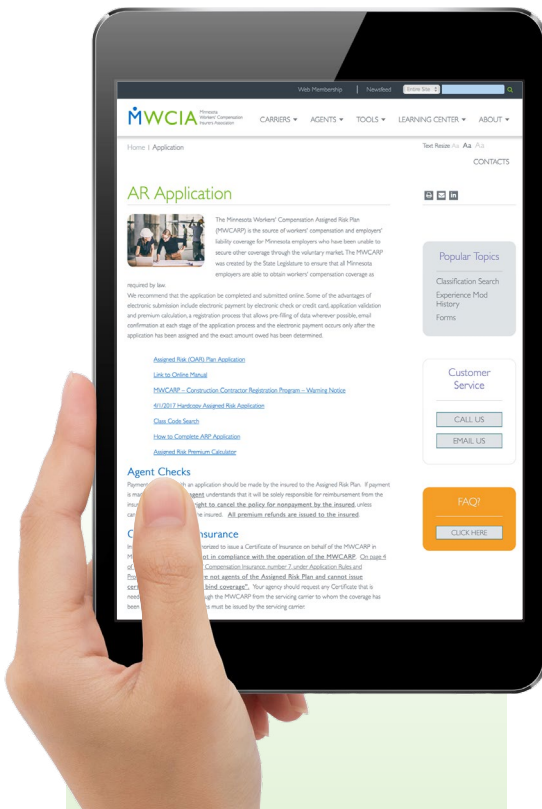 Web Membership | Newsfeed Entire Site
MWCIA Minnesota
Workers' Compensation
Insurers Association
CARRIERS AGENTS TOOLS LEARNING CENTER ABOUT
Home | Application
Text Resize Aa Aa Aa
CONTACTS
AR Application
in
The Minnesota Workers' Compensation Assigned Risk Plan
(MWCARP) is the source of workers' compensation and employers'
liability coverage for Minnesota employers who have been unable to
secure other coverage through the voluntary market. The MWCARP
was created by the State Legislature to ensure that all Minnesota
employers are able to obtain workers' compensation coverage as
required by law.
We recommend that the application be completed and submitted online. Some of the advantages of
electronic submission include electronic payment by electronic check or credit card, application validation
and premium calculation, a registration process that allows pre-filling of data wherever possible, email
confirmation at each stage of the application process and the electronic payment occurs only after the
application has been assigned and the exact amount owed has been determined.
Assigned Risk (OAR) Plan Application
Link to Online Manual
MWCARP – Construction Contractor Registration Program – Warning Notice
4/1/2017 Hardcopy Assigned Risk Application
Class Code Search
How to Complete ARP Application
Assigned Risk Premium Calculator
Agent Checks
an application should be made by the insured to the Assigned Risk Plan. If payment
is agent understands that it will be solely responsible for reimbursement from the
right to cancel the policy for nonpayment by the insured, unless
insured. All premium refunds are issued to the insured.
Insurance
to issue a Certificate of Insurance on behalf of the MWCARP in
not in compliance with the operation of the MWCARP. On page 4
of Compensation Insurance, number 7, under Application Rules and
are not agents of the Assigned Risk Plan and cannot issue
bind coverage". Your agency should request any Certificate that is
the MWCARP from the servicing carrier to whom the coverage has
been must be issued by the servicing carrier.
Popular Topics
Classification Search
Experience Mod
History
Forms
Customer
Service
CALL US
EMAIL US
FAQ?
CLICK HERE